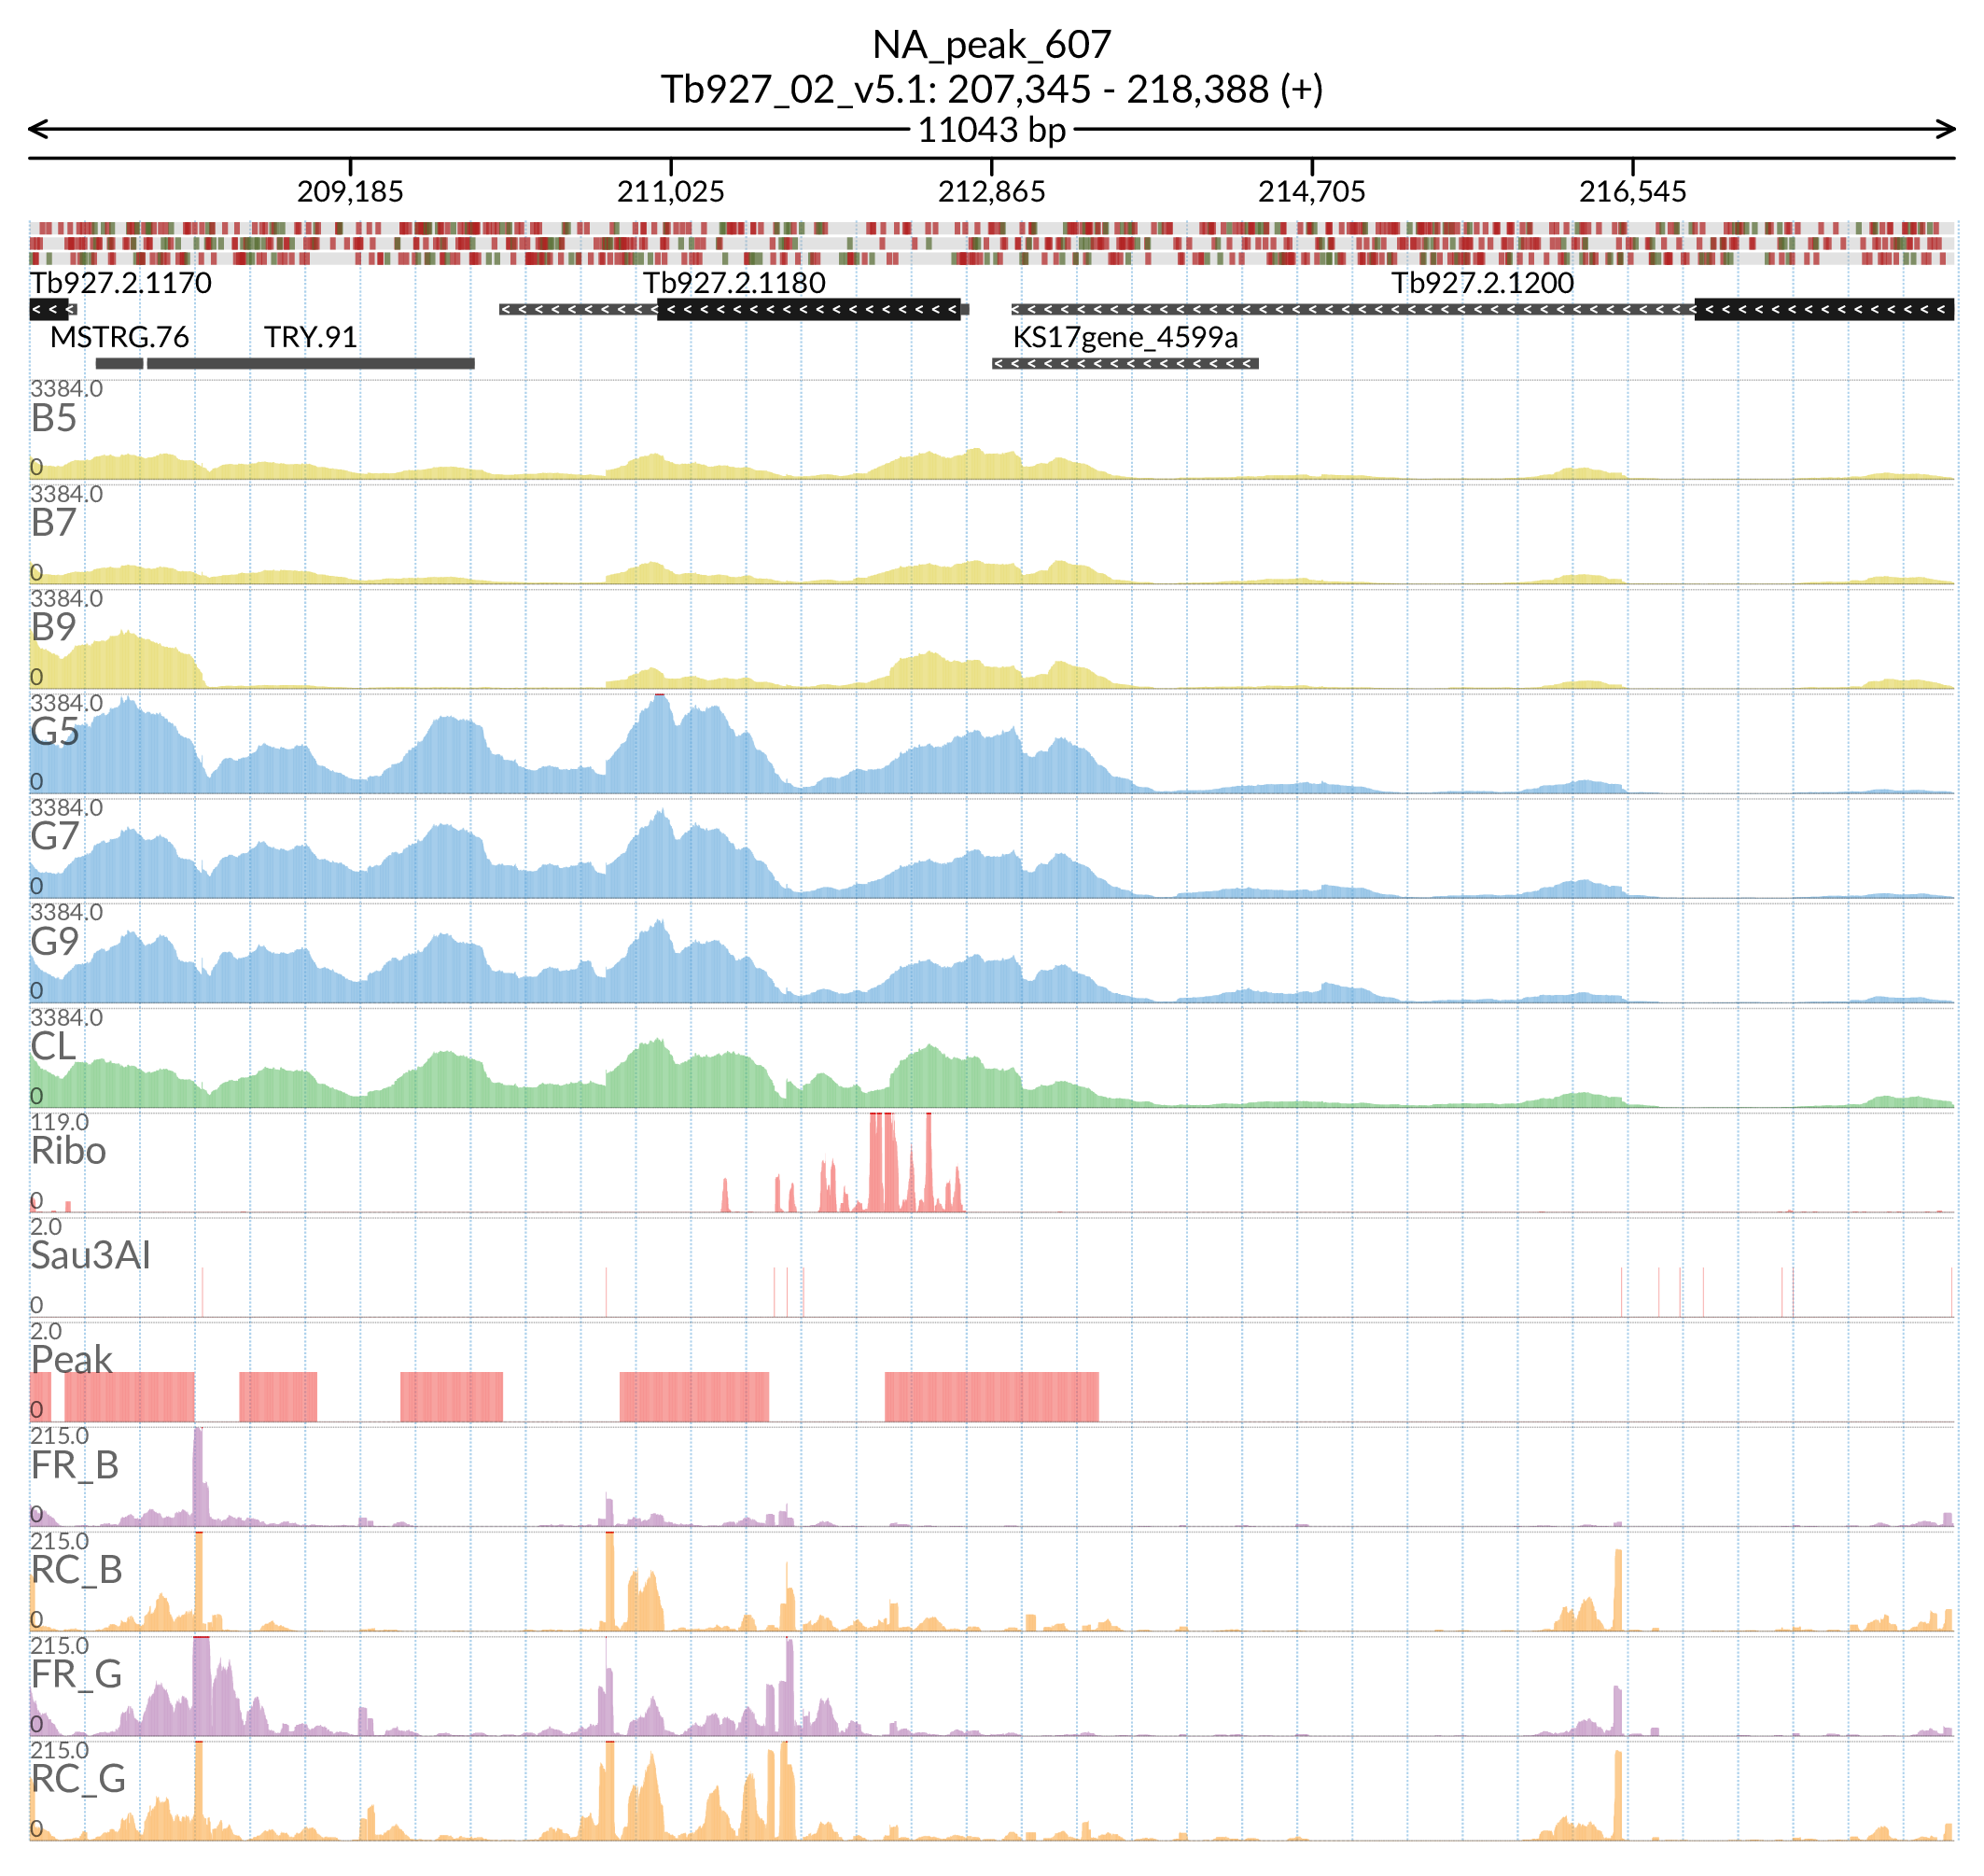 NA_peak_607
Tb927_02_v5.1: 207,345 - 218,388 (+)
11043 bp
209,185 211,025 212,865 214,705 216,545
Tb927.2.1170 Tb927.2.1180 Tb927.2.1200
MSTRG.76 TRY.91 KS17gene_4599a
3384.0
B5
0
3384.0
B7
0
3384.0
B9
0
3384.0
G5
0
3384.0
G7
0
3384.0
G9
0
3384.0
CL
0
119.0
Ribo
0
2.0
Sau3AI
0
2.0
Peak
0
215.0
FR_B
0
215.0
RC_B
0
215.0
FR_G
0
215.0
RC_G
0